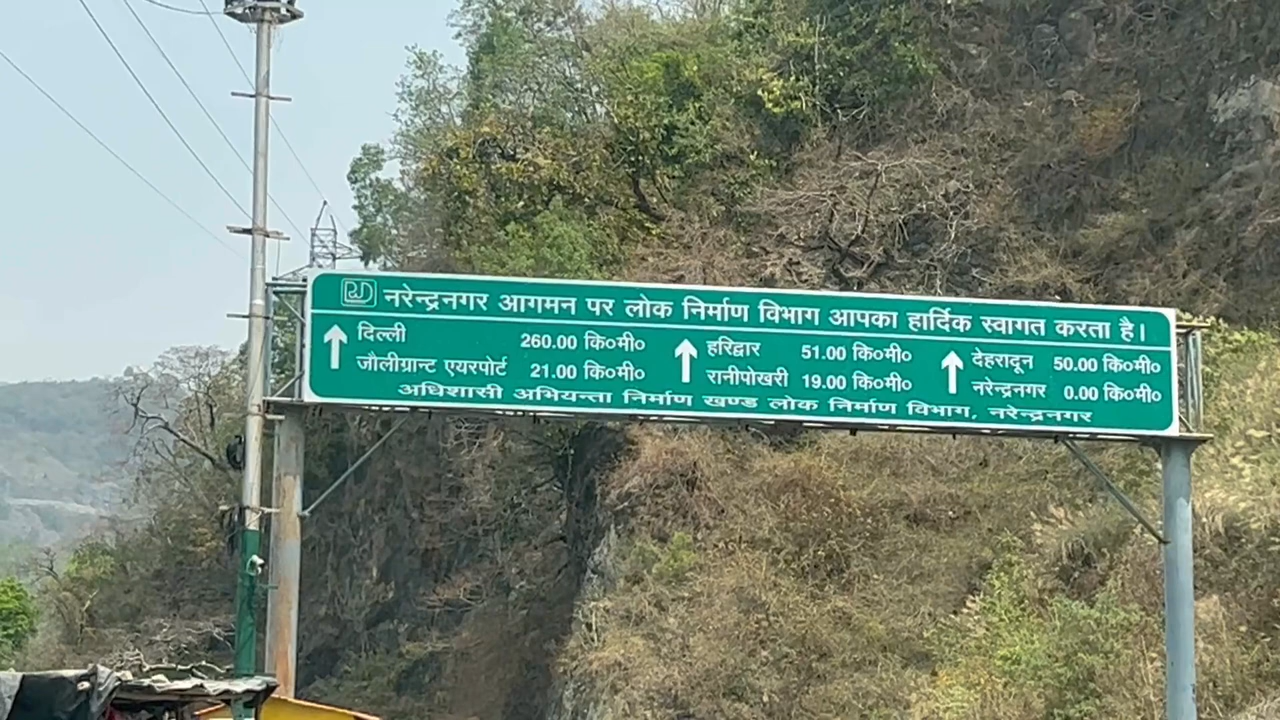 PWD नरेन्द्रनगर आगमन पर लोक निर्माण विभाग आपका हार्दिक स्वागत करता है।
दिल्ली 260.00 कि०मी०
जौलीग्रान्ट एयरपोर्ट 21.00 कि०मी०
हरिद्वार 51.00 कि०मी०
रानीपोखरी 19.00 कि०मी०
देहरादून 50.00 कि०मी०
नरेन्द्रनगर 0.00 कि०मी०
अधिशासी अभियन्ता निर्माण खण्ड लोक निर्माण विभाग, नरेन्द्रनगर